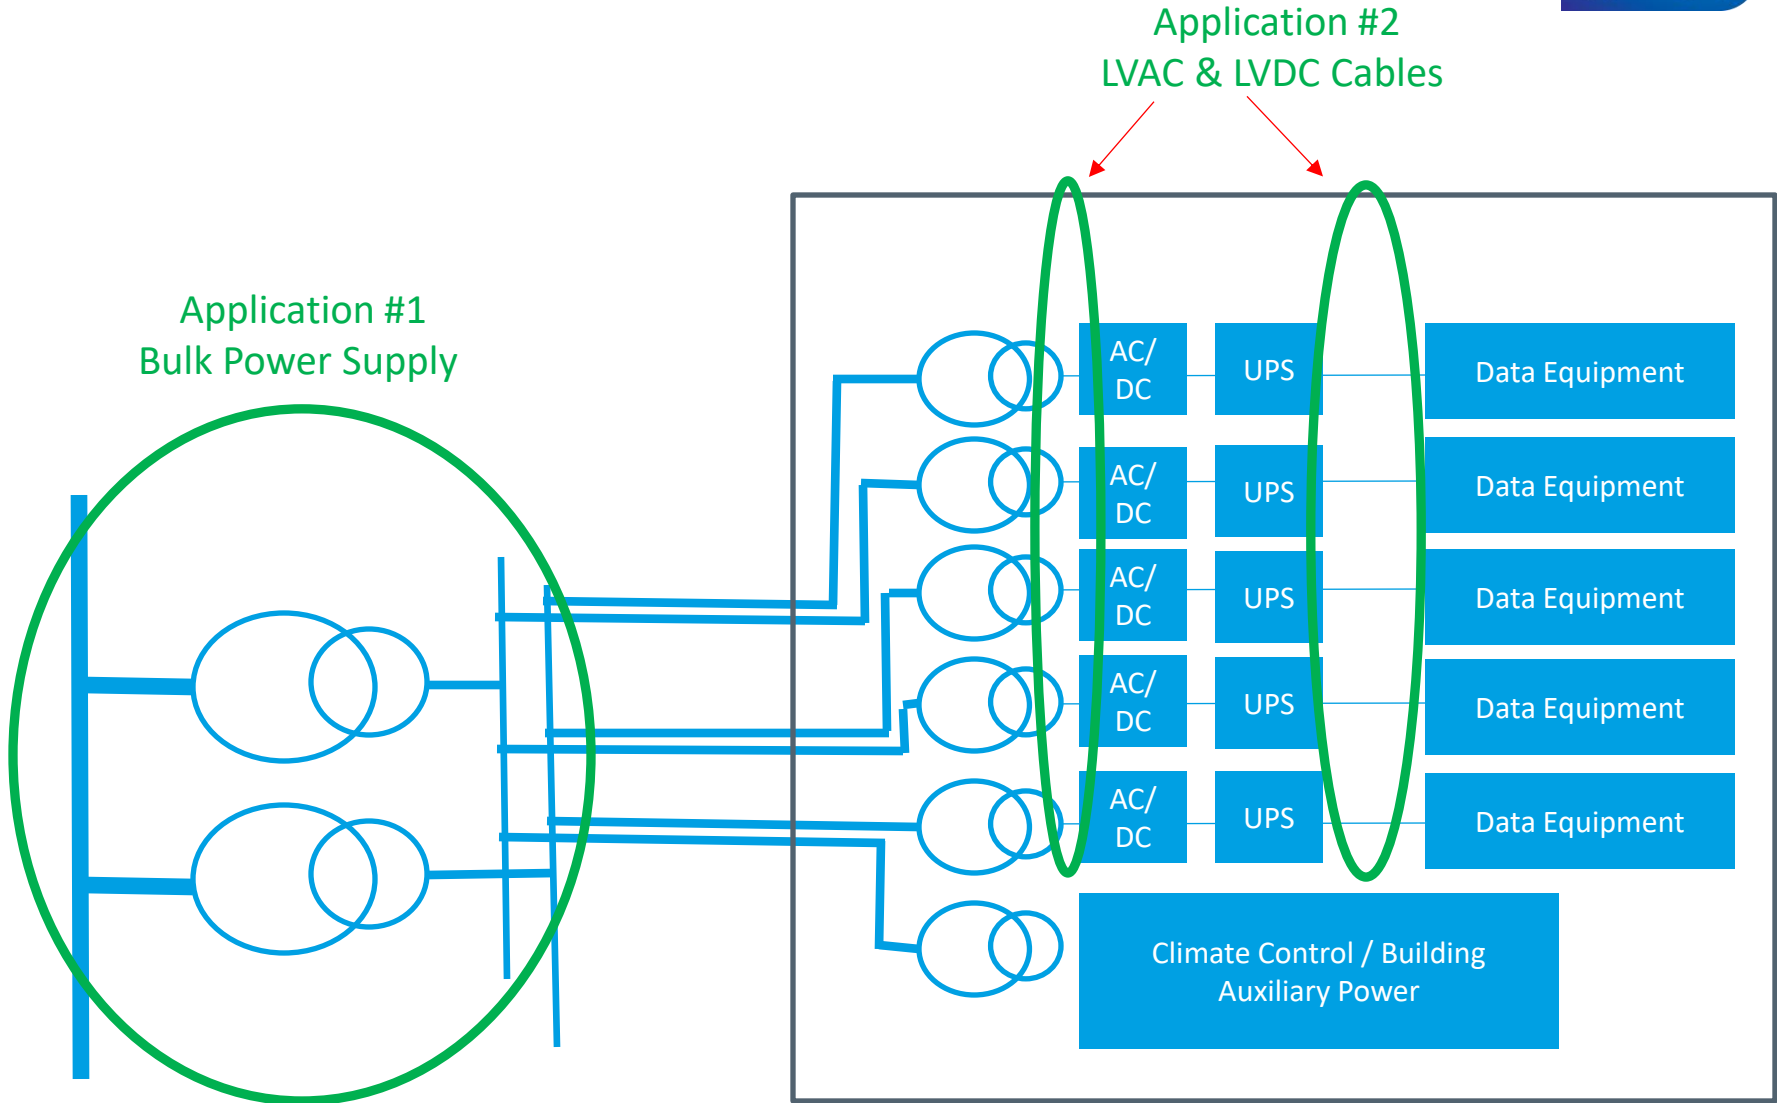 Application #2
LVAC & LVDC Cables
Application #1
Bulk Power Supply
AC/
DC
UPS
Data Equipment
AC/
DC
UPS
Data Equipment
AC/
DC
UPS
Data Equipment
AC/
DC
UPS
Data Equipment
AC/
DC
UPS
Data Equipment
Climate Control / Building
Auxiliary Power